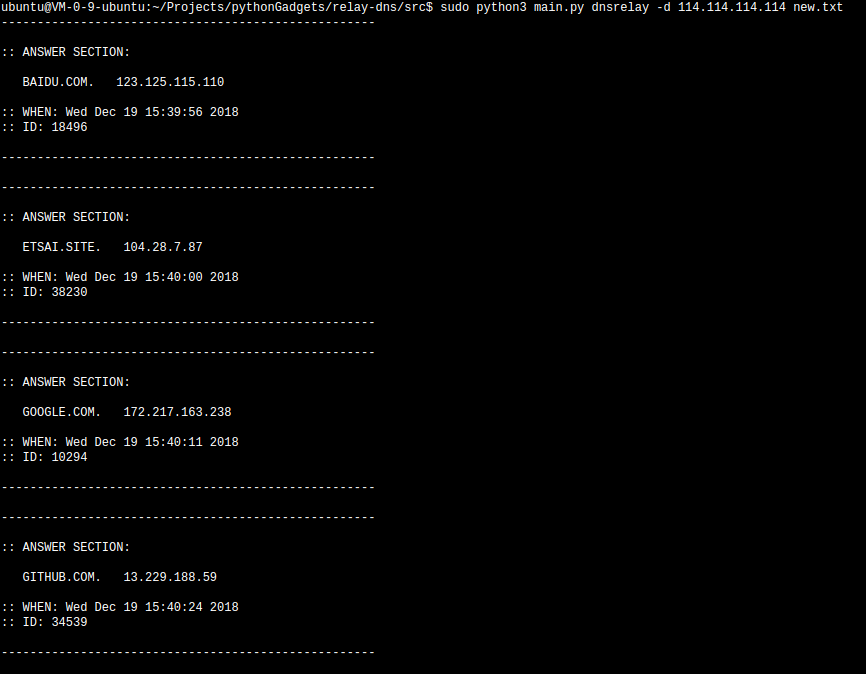 ubuntu@VM-0-9-ubuntu:~/Projects/pythonGadgets/relay-dns/src$ sudo python3 main.py dnsrelay -d 114.114.114.114 new.txt
----------------------------------------------------
:: ANSWER SECTION:
   BAIDU.COM.   123.125.115.110
:: WHEN: Wed Dec 19 15:39:56 2018
:: ID: 18496
----------------------------------------------------
----------------------------------------------------
:: ANSWER SECTION:
   ETSAI.SITE.   104.28.7.87
:: WHEN: Wed Dec 19 15:40:00 2018
:: ID: 38230
----------------------------------------------------
----------------------------------------------------
:: ANSWER SECTION:
   GOOGLE.COM.   172.217.163.238
:: WHEN: Wed Dec 19 15:40:11 2018
:: ID: 10294
----------------------------------------------------
----------------------------------------------------
:: ANSWER SECTION:
   GITHUB.COM.   13.229.188.59
:: WHEN: Wed Dec 19 15:40:24 2018
:: ID: 34539
----------------------------------------------------